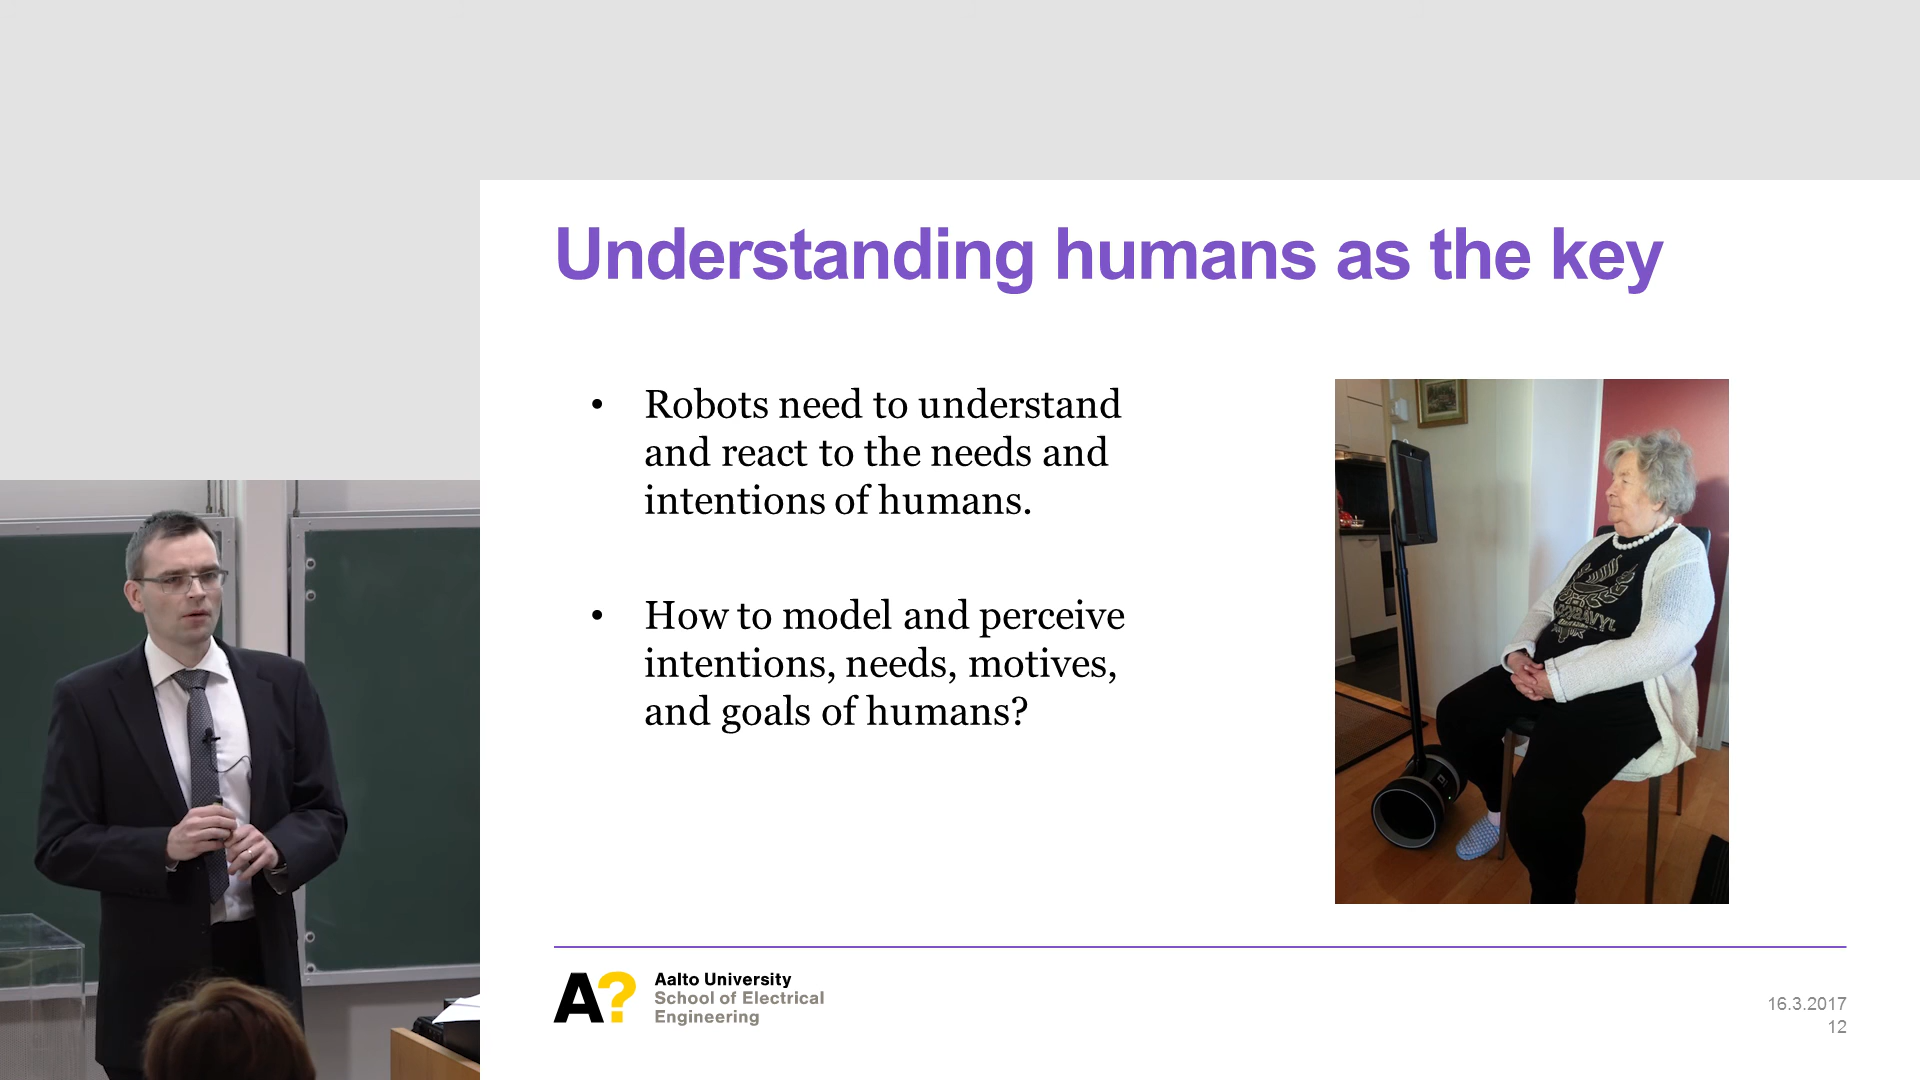 Understanding humans as the key
• Robots need to understand
and react to the needs and
intentions of humans.
• How to model and perceive
intentions, needs, motives,
and goals of humans?
A?
Aalto University
School of Electrical
Engineering
16.3.2017
12